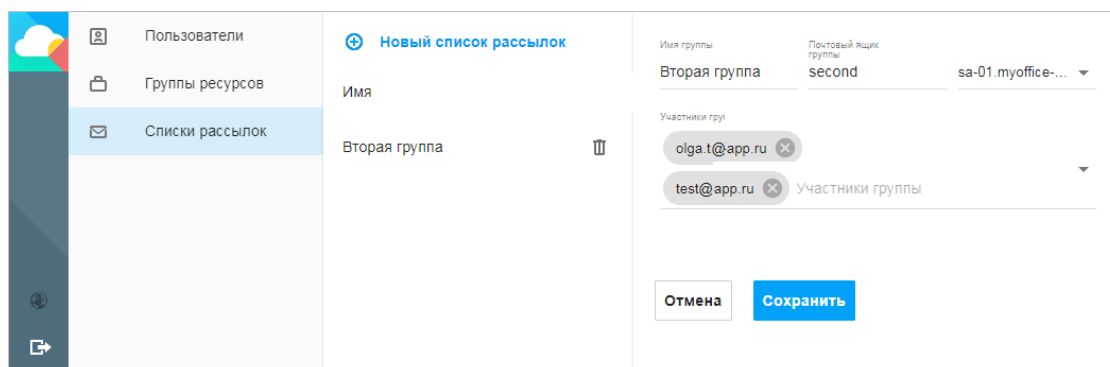 Пользователи
Группы ресурсов
Списки рассылок
Новый список рассылок
Имя
Вторая группа
Имя группы
Почтовый ящик
группы
Вторая группа
second
sa-01.myoffice-...
Участники гру
olga.t@app.ru
test@app.ru
Участники группы
Отмена
Сохранить